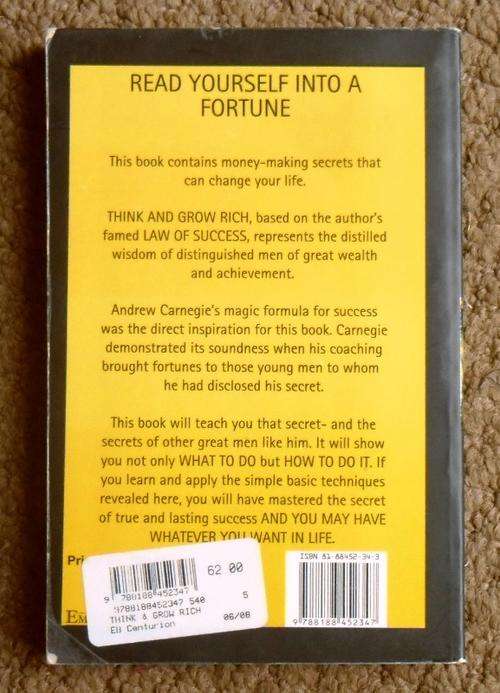 READ YOURSELF INTO A
FORTUNE
This book contains money-making secrets that
can change your life.
THINK AND GROW RICH, based on the author's
famed LAW OF SUCCESS, represents the distilled
wisdom of distinguished men of great wealth
and achievement.
Andrew Carnegie's magic formula for success
was the direct inspiration for this book. Carnegie
demonstrated its soundness when his coaching
brought fortunes to those young men to whom
he had disclosed his secret.
This book will teach you that secret- and the
secrets of other great men like him. It will show
you not only WHAT TO DO but HOW TO DO IT. If
you learn and apply the simple basic techniques
revealed here, you will have mastered the secret
of true and lasting success AND YOU MAY HAVE
WHATEVER YOU WANT IN LIFE.
62 00
9 788188 452347
9788188452347 540 5
THINK & GROW RICH
EB Centurion 06/08
ISBN 81-88452-34-3
9 788188 452347